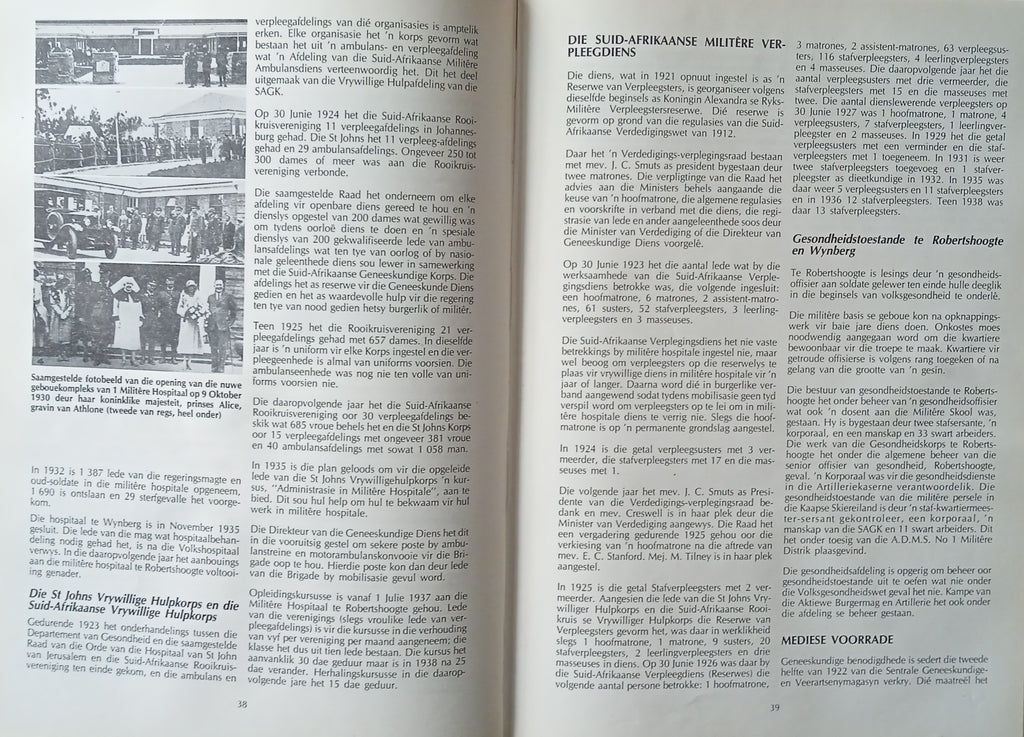 Saamgestelde fotobeeld van die opening van die nuwe
gebouekompleks van 1 Militêre Hospitaal op 9 Oktober
1930 deur haar koninklike majesteit, prinses Alice,
gravin van Athlone (tweede van regs, heel onder)
In 1932 is 1 387 lede van die regeringsmagte en
oud-soldate in die militêre hospitale opgeneem,
1 690 is ontslaan en 29 sterfgevalle het voorge-
kom.
Die hospitaal te Wynberg is in November 1935
gesluit. Die lede van die mag wat hospitaalbehan-
deling nodig gehad het, is na die Volkshospitaal
verwys. In die daaropvolgende jaar het aanbouings
aan die militêre hospitaal te Robertshoogte voltooi-
ing genader.
Die St Johns Vrywillige Hulpkorps en die
Suid-Afrikaanse Vrywillige Hulpkorps
Gedurende 1923 het onderhandelings tussen die
Departement van Gesondheid en die saamgestelde
Raad van die Orde van die Hospitaal van St John
van Jerusalem en die Suid-Afrikaanse Rooikruis-
vereniging ten einde gekom, en die ambulans en
verpleegafdelings van dié organisasies is amptelik
erken. Elke organisasie het 'n korps gevorm wat
bestaan het uit 'n ambulans- en verpleegafdeling
wat 'n Afdeling van die Suid-Afrikaanse Militêre
Ambulansdiens verteenwoordig het. Dit het deel
uitgemaak van die Vrywillige Hulpafdeling van die
SAGK.
Op 30 Junie 1924 het die Suid-Afrikaanse Rooi-
kruisvereniging 11 verpleegafdelings in Johannes-
burg gehad. Die St Johns het 11 verpleeg-afdelings
gehad en 29 ambulansafdelings. Ongeveer 250 tot
300 dames of meer was aan die Rooikruis-
vereniging verbonde.
Die saamgestelde Raad het onderneem om elke
afdeling vir openbare diens gereed te hou en 'n
dienslys opgestel van 200 dames wat gewillig was
om tydens oorloë diens te doen en 'n spesiale
dienslys van 200 gekwalifiseerde lede van ambu-
lansafdelings wat ten tye van oorlog of by nasio-
nale geleenthede diens sou lewer in samewerking
met die Suid-Afrikaanse Geneeskundige Korps. Die
afdelings het as reserwe vir die Geneeskunde Diens
gedien en het as waardevolle hulp vir die regering
ten tye van nood gedien hetsy burgerlik of militêr.
Teen 1925 het die Rooikruisvereniging 21 ver-
pleegafdelings gehad met 657 dames. In dieselfde
jaar is 'n uniform vir elke Korps ingestel en die ver-
pleegeenhede is almal van uniforms voorsien. Die
ambulanseenhede was nog nie ten volle van uni-
forms voorsien nie.
Die daaropvolgende jaar het die Suid-Afrikaanse
Rooikruisvereniging oor 30 verpleegafdelings be-
skik wat 685 vroue behels het en die St Johns Korps
oor 15 verpleegafdelings met ongeveer 381 vroue
en 40 ambulansafdelings met sowat 1 058 man.
In 1935 is die plan geloods om vir die opgeleide
lede van die St Johns Vrywilligehulpkorps 'n kur-
sus, "Administrasie in Militêre Hospitale", aan te
bied. Dit sou hul help om hul te bekwaam vir hul
werk in militêre hospitale.
Die Direkteur van die Geneeskundige Diens het dit
in die vooruitsig gestel om sekere poste by ambu-
lanstreine en motorambulanskonvooie vir die Bri-
gade oop te hou. Hierdie poste kon dan deur lede
van die Brigade by mobilisasie gevul word.
Opleidingskursusse is vanaf 1 Julie 1937 aan die
Militêre Hospitaal te Robertshoogte gehou. Lede
van die verenigings (slegs vroulike lede van ver-
pleegafdelings) is vir die kursusse in die verhouding
van vyf per vereniging per maand aangeneem; die
klasse het dus uit tien lede bestaan. Die kursus het
aanvanklik 30 dae geduur maar is in 1938 na 25
dae verander. Herhalingskursusse in die daarop-
volgende jare het 15 dae geduur.
38
DIE SUID-AFRIKAANSE MILITÊRE VER-
PLEEGDIENS
Die diens, wat in 1921 opnuut ingestel is as 'n
Reserwe van Verpleegsters, is georganiseer volgens
dieselfde beginsels as Koningin Alexandra se Ryks-
Militêre Verpleegstersreserwe. Dié reserwe is
gevorm op grond van die regulasies van die Suid-
Afrikaanse Verdedigingswet van 1912.
Daar het 'n Verdedigings-verplegingsraad bestaan
met mev. J. C. Smuts as president bygestaan deur
twee matrones. Die verpligtinge van die Raad het
advies aan die Ministers behels aangaande die
keuse van 'n hoofmatrone, die algemene regulasies
en voorskrifte in verband met die diens, die regi-
strasie van lede en ander aangeleenthede soos deur
die Minister van Verdediging of die Direkteur van
Geneeskundige Diens voorgelê.
Op 30 Junie 1923 het die aantal lede wat by die
werksaamhede van die Suid-Afrikaanse Verple-
gingsdiens betrokke was, die volgende ingesluit:
een hoofmatrone, 6 matrones, 2 assistent-matro-
nes, 61 susters, 52 stafverpleegsters, 3 leerling-
verpleegsters en 3 masseuses.
Die Suid-Afrikaanse Verplegingsdiens het nie vaste
betrekkings by militêre hospitale ingestel nie, maar
wel beoog om verpleegsters op die reserwelys te
plaas vir vrywillige diens in militêre hospitale vir 'n
jaar of langer. Daarna word dié in burgerlike ver-
band aangewend sodat tydens mobilisasie geen tyd
verspil word om verpleegsters op te lei om in mili-
têre hospitale diens te verrig nie. Slegs die hoof-
matrone is op 'n permanente grondslag aangestel.
In 1924 is die getal verpleegsusters met 3 ver-
meerder, die stafverpleegsters met 17 en die mas-
seuses met 1.
Die volgende jaar het mev. J. C. Smuts as Presi-
dente van die Verdedigings-verplegingsraad be-
dank en mev. Creswell is in haar plek deur die
Minister van Verdediging aangewys. Die Raad het
een vergadering gedurende 1925 gehou oor die
verkiesing van 'n hoofmatrone na die aftrede van
mev. E. C. Stanford. Mej. M. Tilney is in haar plek
aangestel.
In 1925 is die getal Stafverpleegsters met 2 ver-
meerder. Aangesien die lede van die St Johns Vry-
williger Hulpkorps en die Suid-Afrikaanse Rooi-
kruis se Vrywilliger Hulpkorps die Reserwe van
Verpleegsters gevorm het, was daar in werklikheid
slegs 1 hoofmatrone, 1 matrone, 9 susters, 20
stafverpleegsters, 2 leerlingverpleegsters en drie
masseuses in diens. Op 30 Junie 1926 was daar by
die Suid-Afrikaanse Verpleegdiens (Reserwes) die
volgende aantal persone betrokke: 1 hoofmatrone,
3 matrones, 2 assistent-matrones, 63 verpleegsus-
ters, 116 stafverpleegsters, 4 leerlingverpleegsters
en 4 masseuses. Die daaropvolgende jaar het die
aantal verpleegsusters met drie vermeerder, die
stafverpleegsters met 15 en die masseuses met
twee. Die aantal dienslewerende verpleegsters op
30 Junie 1927 was 1 hoofmatrone, 1 matrone, 4
verpleegsusters, 7 stafverpleegsters, 1 leerlingver-
pleegster en 2 masseuses. In 1929 het die getal
verpleegsusters met een verminder en die staf-
verpleegsters met 1 toegeneem. In 1931 is weer
twee stafverpleegsters toegevoeg en 1 stafver-
pleegster as dieetkundige in 1932. In 1935 was
daar weer 5 verpleegsusters en 11 stafverpleegsters
en in 1936 12 stafverpleegsters. Teen 1938 was
daar 13 stafverpleegsters.
Gesondheidstoestande te Robertshoogte
en Wynberg
Te Robertshoogte is lesings deur 'n gesondheids-
offisier aan soldate gelewer ten einde hulle deeglik
in die beginsels van volksgesondheid te onderlê.
Die militêre basis se geboue kon na opknappings-
werk vir baie jare diens doen. Onkostes moes
noodwendig aangegaan word om die kwartiere
bewoonbaar vir die troepe te maak. Kwartiere vir
getroude offisierse is volgens rang toegeken of na
gelang van die grootte van 'n gesin.
Die bestuur van gesondheidstoestande te Roberts-
hoogte het onder beheer van 'n gesondheidsoffisier
wat ook 'n dosent aan die Militêre Skool was,
gestaan. Hy is bygestaan deur twee stafsersante, 'n
korporaal, en een manskap en 33 swart arbeiders.
Die werk van die Gesondheidskorps te Roberts-
hoogte het onder die algemene beheer van die
senior offisier van gesondheid, Robertshoogte,
geval. 'n Korporaal was vir die gesondheidsdienste
in die Artilleriekaserne verantwoordelik. Die
gesondheidstoestande van die militêre persele in
die Kaapse Skiereiland is deur 'n staf-kwartiermees-
ter-sersant gekontroleer, een korporaal, 'n
manskap van die SAGK en 11 swart arbeiders. Dit
het onder toesig van die A.D.M.S. No 1 Militêre
Distrik plaasgevind.
Die gesondheidsafdeling is opgerig om beheer oor
gesondheidstoestande uit te oefen wat nie onder
die Volksgesondheidswet geval het nie. Kampe van
die Aktiewe Burgermag en Artillerie het ook onder
die afdeling se beheer gestaan.
MEDIESE VOORRADE
Geneeskundige benodigdhede is sedert die tweede
helfte van 1922 van die Sentrale Geneeskundige-
en Veeartsenymagasyn verkry. Dié maatreël het
39